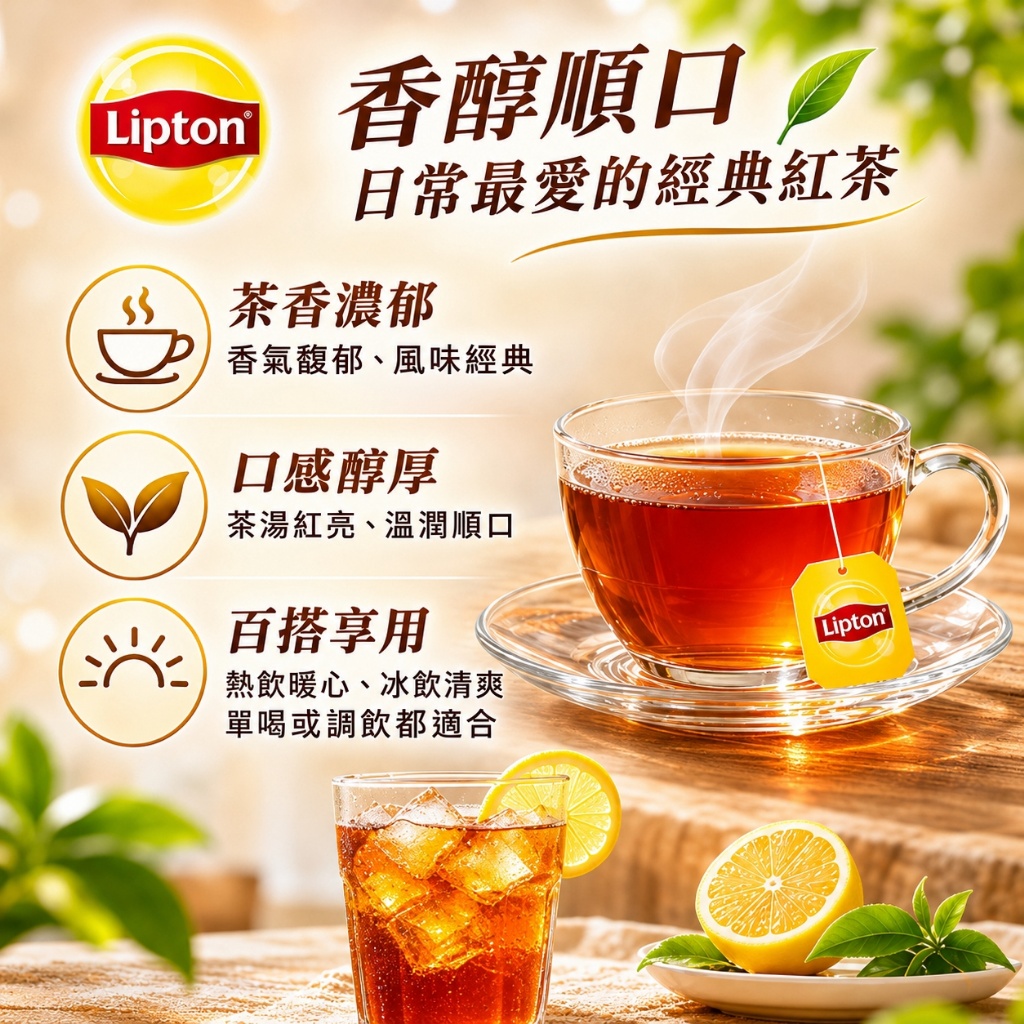 Lipton®
香醇順口
日常最愛的經典紅茶
茶香濃郁
香氣馥郁、風味經典
口感醇厚
茶湯紅亮、溫潤順口
百搭享用
熱飲暖心、冰飲清爽
單喝或調飲都適合
Lipton®